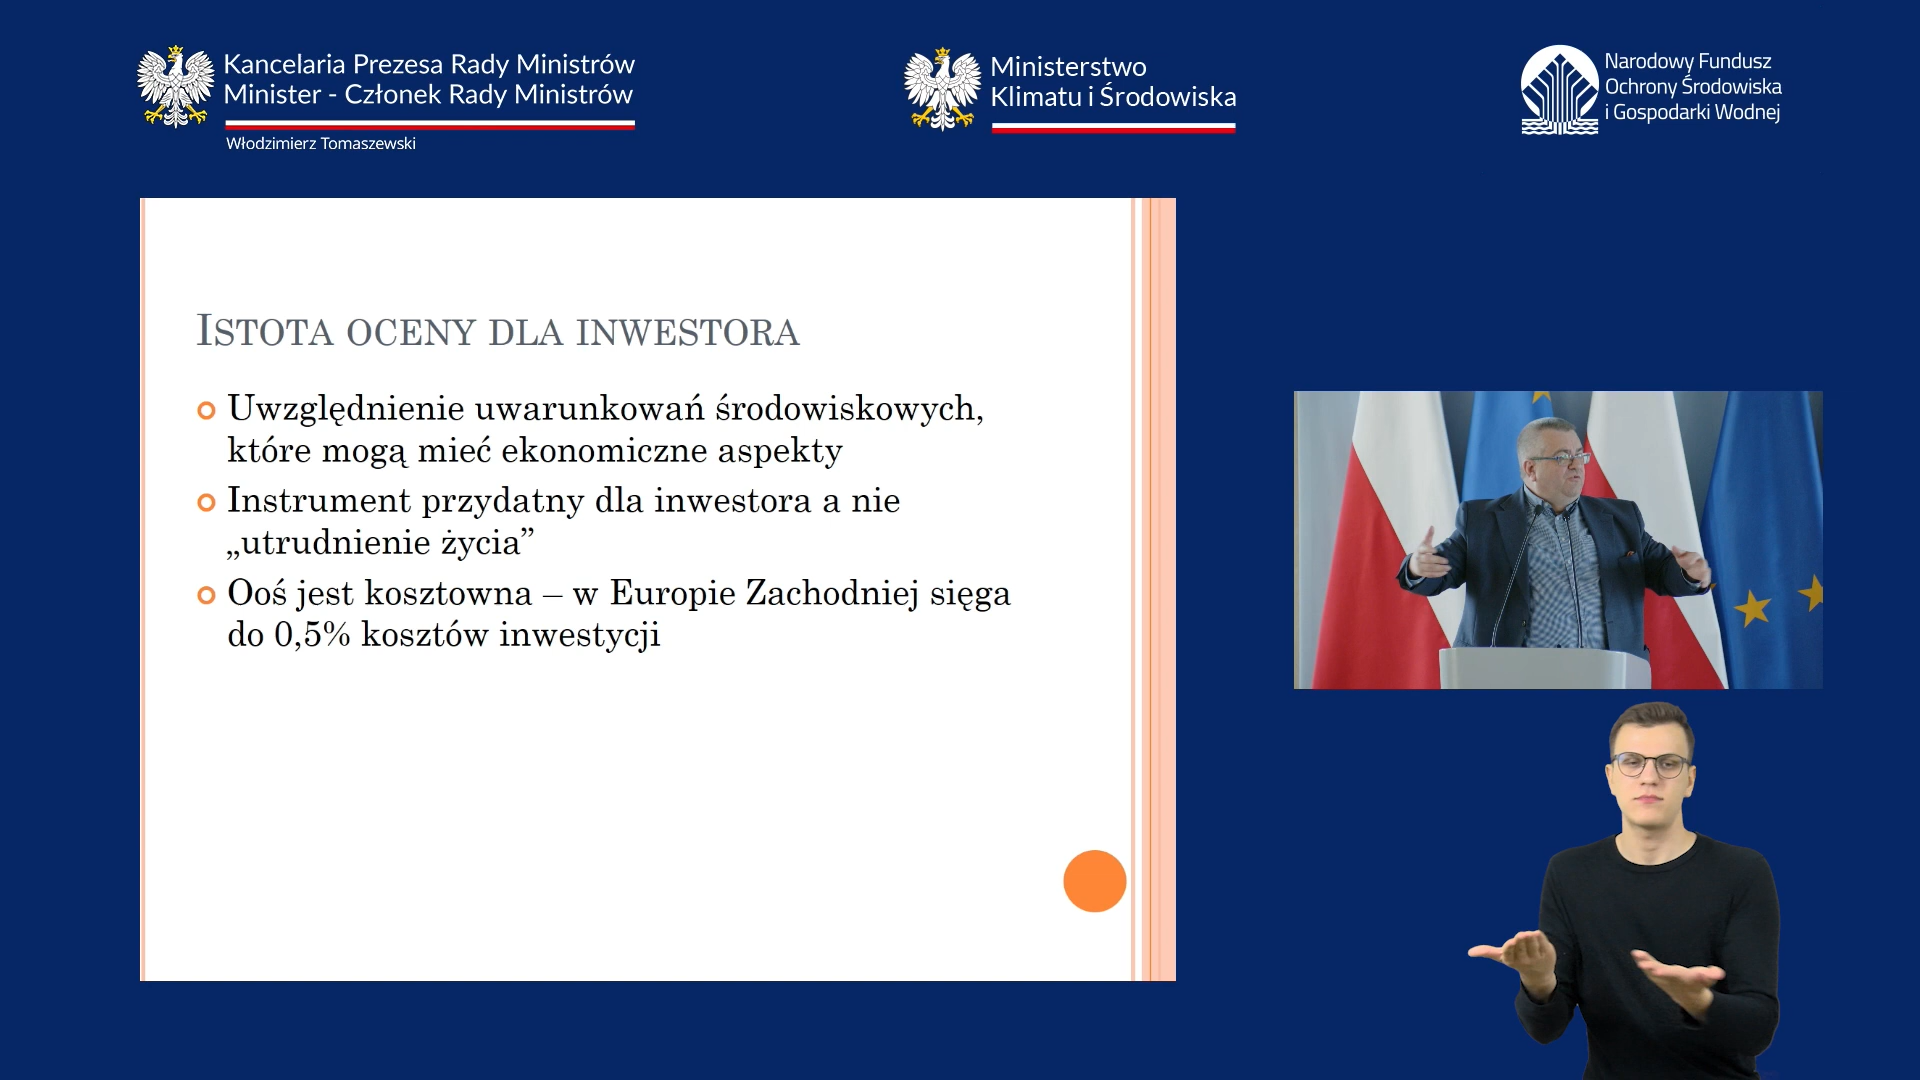 Kancelaria Prezesa Rady Ministrów
Minister - Członek Rady Ministrów
Włodzimierz Tomaszewski
Ministerstwo
Klimatu i Środowiska
Narodowy Fundusz
Ochrony Środowiska
i Gospodarki Wodnej
Istota oceny dla inwestora
Uwzględnienie uwarunkowań środowiskowych,
które mogą mieć ekonomiczne aspekty
Instrument przydatny dla inwestora a nie
„utrudnienie życia”
Ooś jest kosztowna – w Europie Zachodniej sięga
do 0,5% kosztów inwestycji